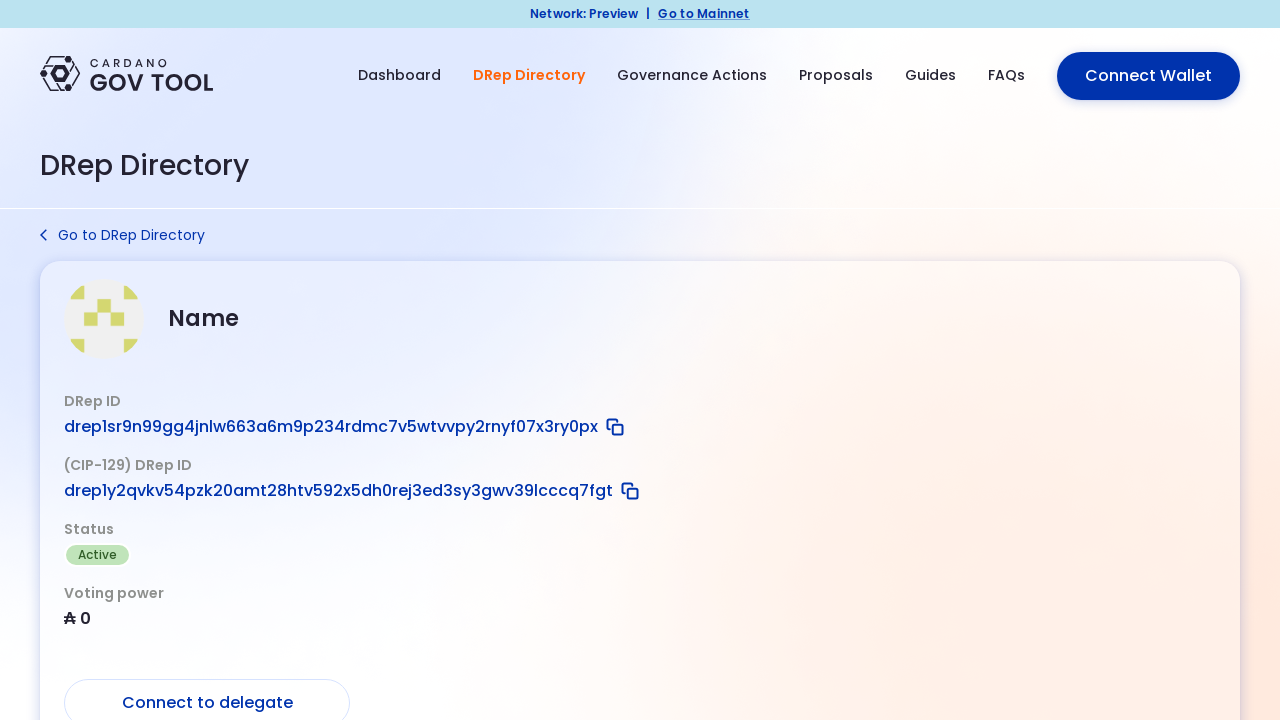 Network: Preview | Go to Mainnet
CARDANO
GOV TOOL
Dashboard
DRep Directory
Governance Actions
Proposals
Guides
FAQs
Connect Wallet
DRep Directory
Go to DRep Directory
Name
DRep ID
drep1sr9n99gg4jnlw663a6m9p234rdmc7v5wtvvpy2rnyf07x3ry0px
(CIP-129) DRep ID
drep1y2qvkv54pzk20amt28htv592x5dh0rej3ed3sy3gwv39lcccq7fgt
Status
Active
Voting power
₳ 0
Connect to delegate